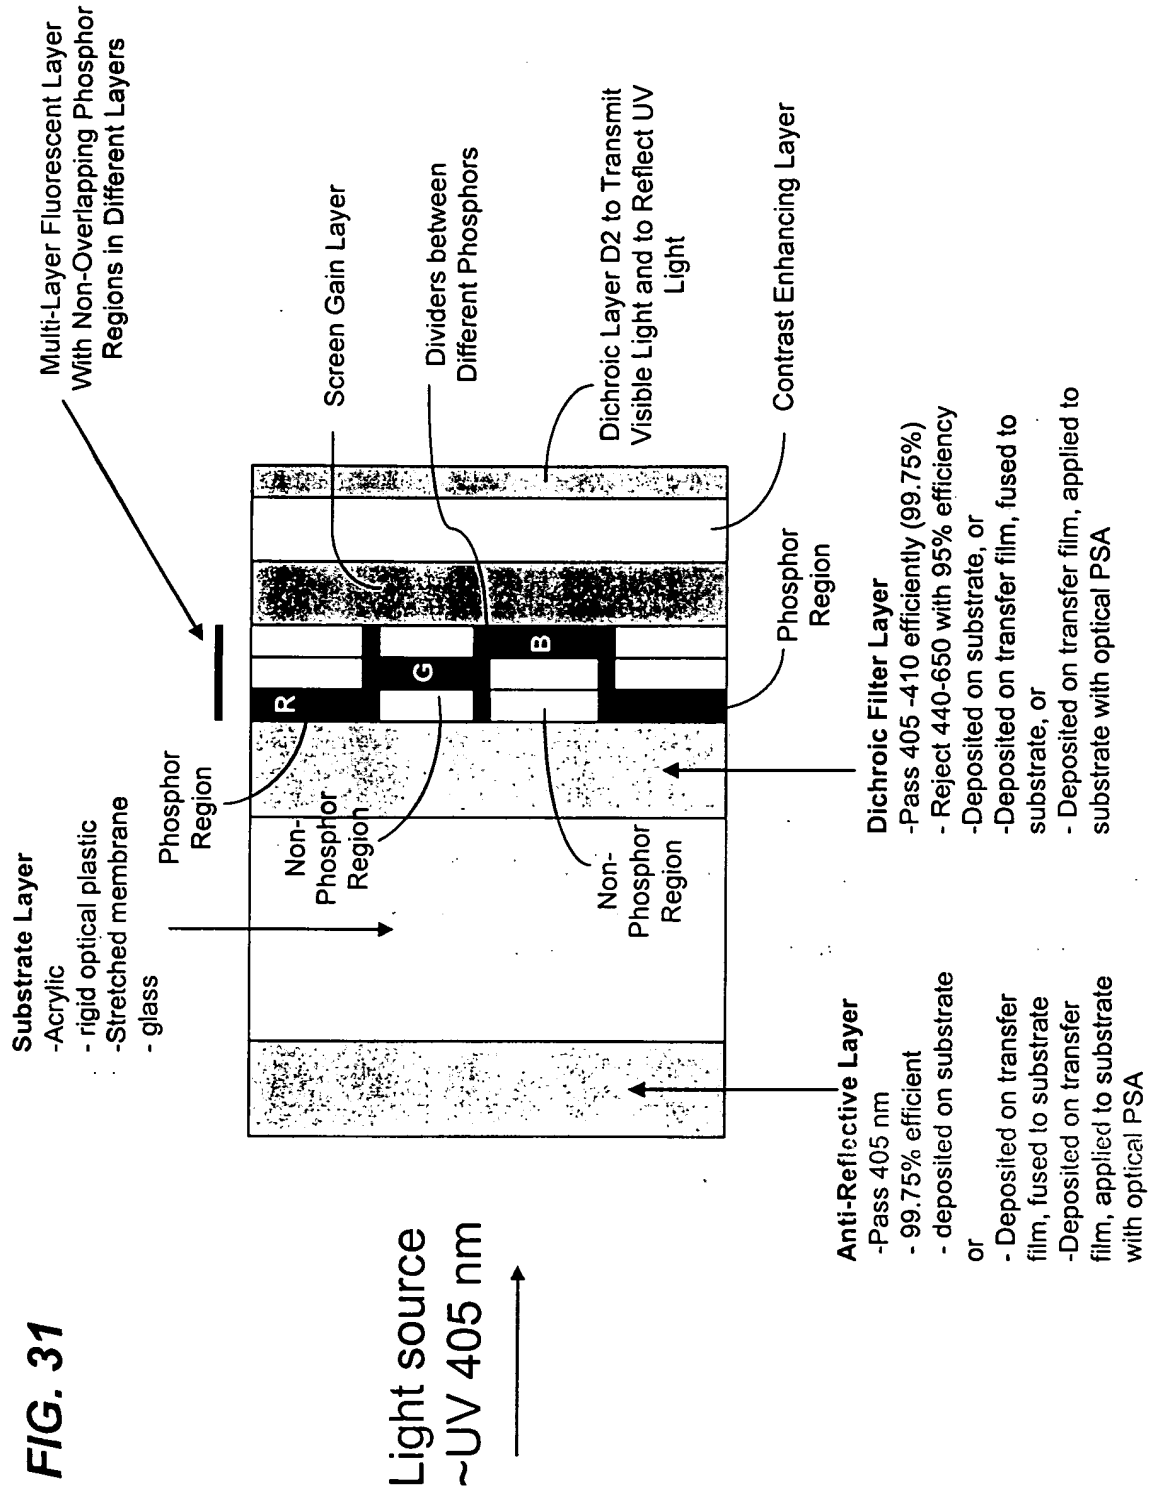 FIG. 31
Light source
~UV 405 nm
Substrate Layer
-Acrylic
- rigid optical plastic
-Stretched membrane
- glass
Phosphor
Region
Multi-Layer Fluorescent Layer
With Non-Overlapping Phosphor
Regions in Different Layers
Non-
Phosphor
Region
R
G
B
Screen Gain Layer
Dividers between
Different Phosphors
Non-
Phosphor
Region
Dichroic Layer D2 to Transmit
Visible Light and to Reflect UV
Light
Contrast Enhancing Layer
Phosphor
Region
Anti-Reflective Layer
-Pass 405 nm
- 99.75% efficient
- deposited on substrate
or
- Deposited on transfer
film, fused to substrate
-Deposited on transfer
film, applied to substrate
with optical PSA
Dichroic Filter Layer
-Pass 405 -410 efficiently (99.75%)
- Reject 440-650 with 95% efficiency
-Deposited on substrate, or
-Deposited on transfer film, fused to
substrate, or
- Deposited on transfer film, applied to
substrate with optical PSA